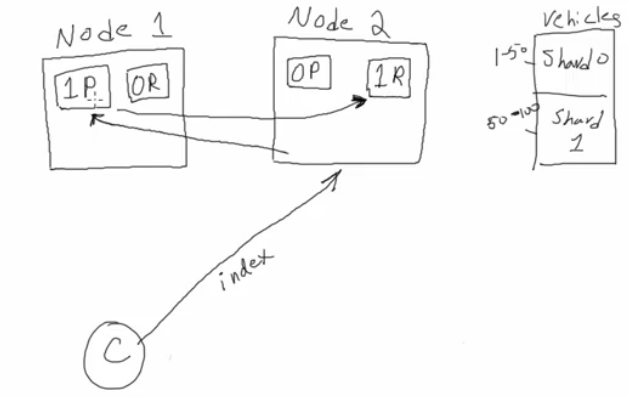 Node 1
1P
0R
Node 2
0P
1R
Vehicles
1-50
Shard 0
50-100
Shard
1
index
C